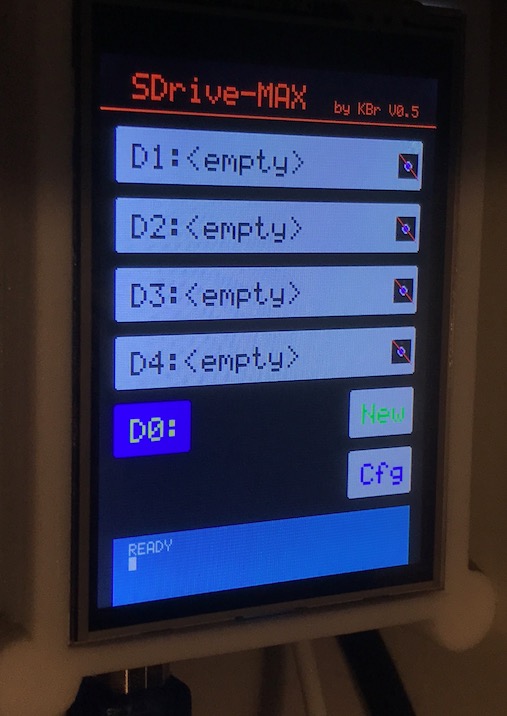 SDrive-MAX by KBr V0.5
D1:<empty>
D2:<empty>
D3:<empty>
D4:<empty>
D0: New
Cfg
READY